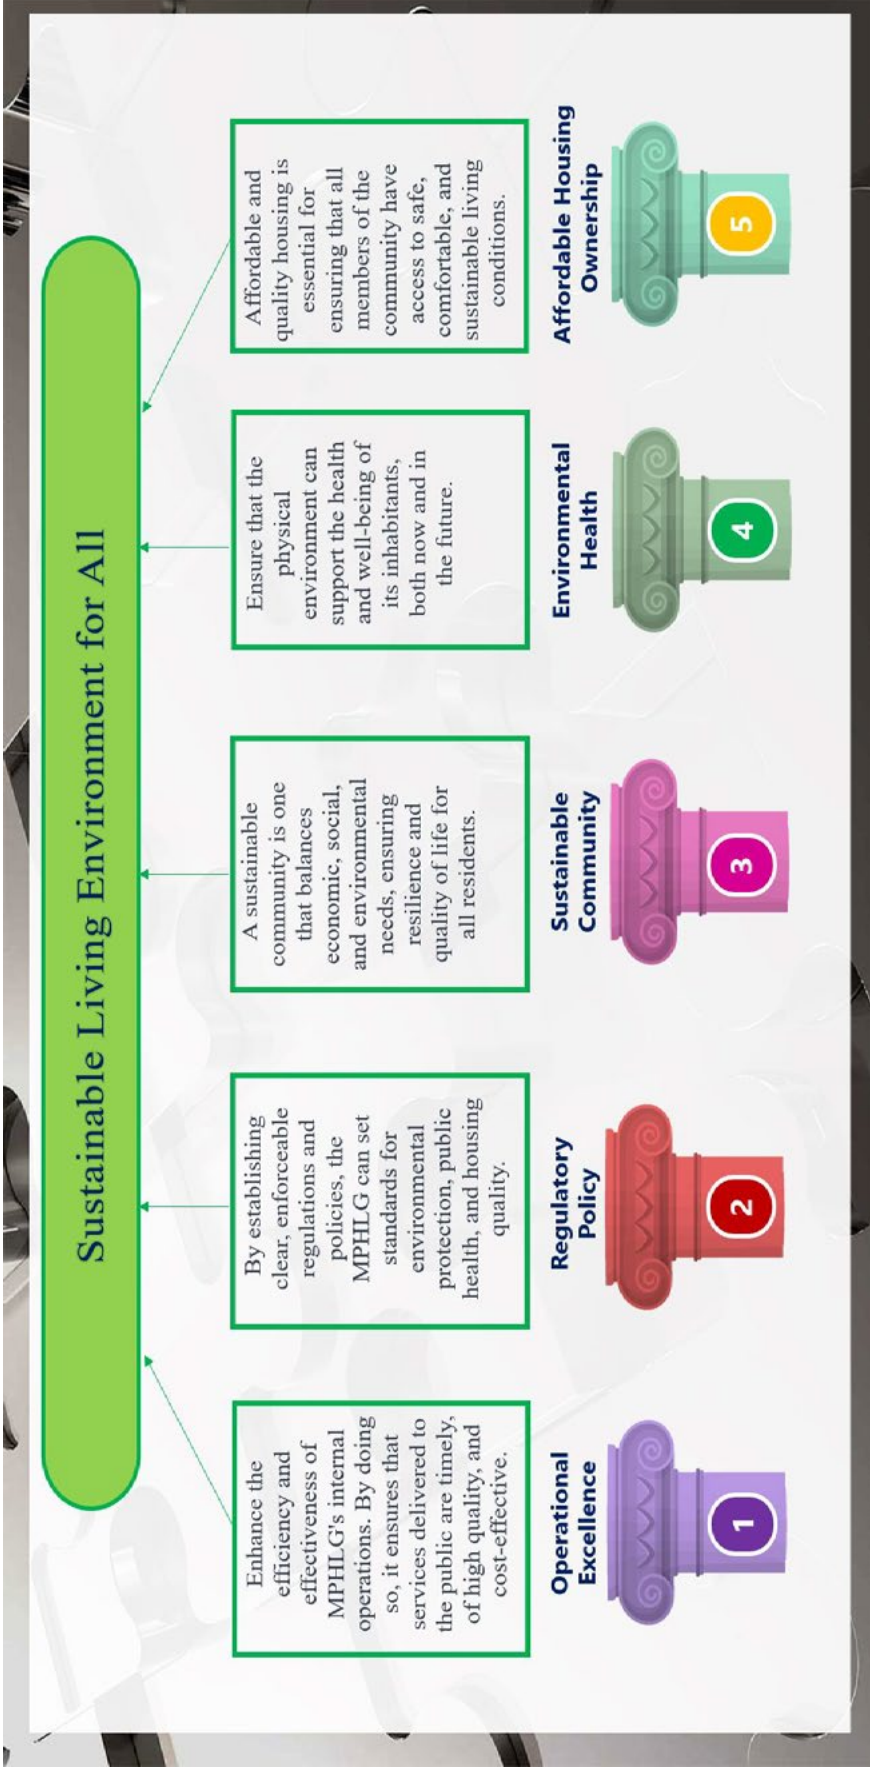 Sustainable Living Environment for All
Enhance the
efficiency and
effectiveness of
MPHLG's internal
operations. By doing
so, it ensures that
services delivered to
the public are timely,
of high quality, and
cost-effective.
By establishing
clear, enforceable
regulations and
policies, the
MPHLG can set
standards for
environmental
protection, public
health, and housing
quality.
A sustainable
community is one
that balances
economic, social,
and environmental
needs, ensuring
resilience and
quality of life for
all residents.
Ensure that the
physical
environment can
support the health
and well-being of
its inhabitants,
both now and in
the future.
Affordable and
quality housing is
essential for
ensuring that all
members of the
community have
access to safe,
comfortable, and
sustainable living
conditions.
Operational
Excellence
Regulatory
Policy
Sustainable
Community
Environmental
Health
Affordable Housing
Ownership
1
2
3
4
5